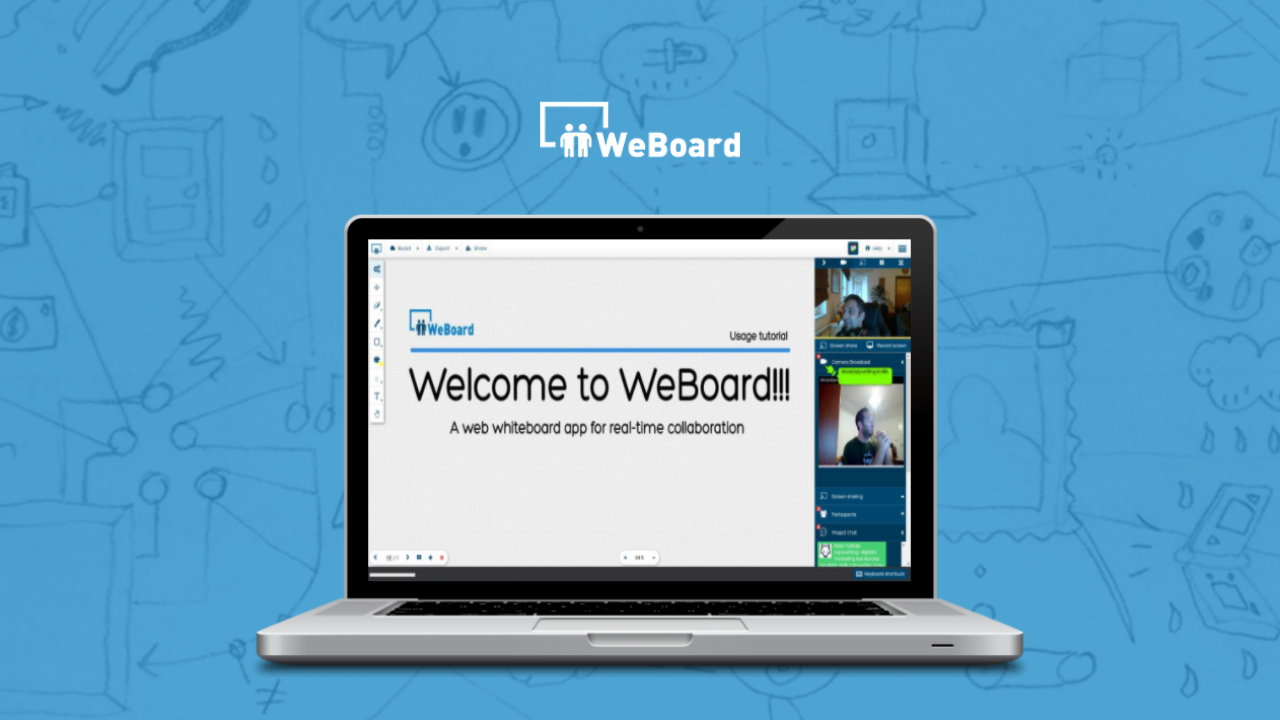 WeBoard
Board
Export
Share
Help
WeBoard
Usage tutorial
Welcome to WeBoard!!!
A web whiteboard app for real-time collaboration
Screen share
Record screen
Camera Broadcast
Screen sharing
Participants
Project chat
Keyboard shortcuts